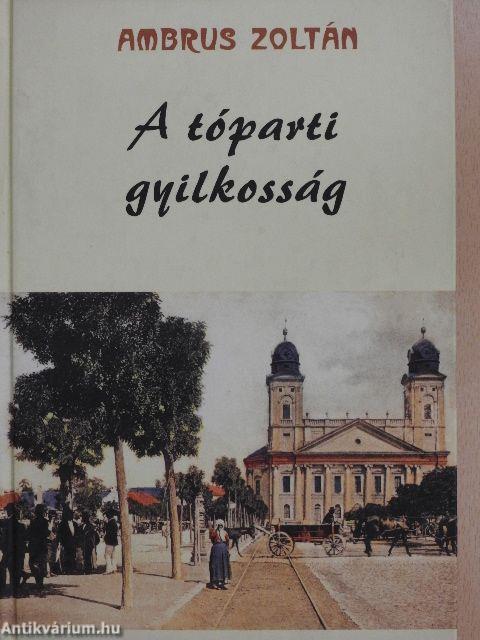 AMBRUS ZOLTÁN
A tóparti
gyilkosság
Antikvárium.hu